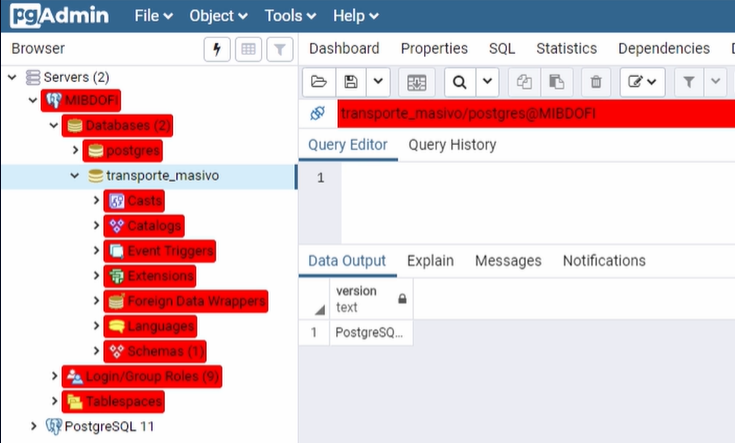 pgAdmin File Object Tools Help
Browser
Dashboard Properties SQL Statistics Dependencies D
Servers (2)
MIBDOFI
Databases (2)
postgres
transporte_masivo
Casts
Catalogs
Event Triggers
Extensions
Foreign Data Wrappers
Languages
Schemas (1)
Login/Group Roles (9)
Tablespaces
PostgreSQL 11
transporte_masivo/postgres@MIBDOFI
Query Editor Query History
1
Data Output Explain Messages Notifications
version
text
1 PostgreSQ...